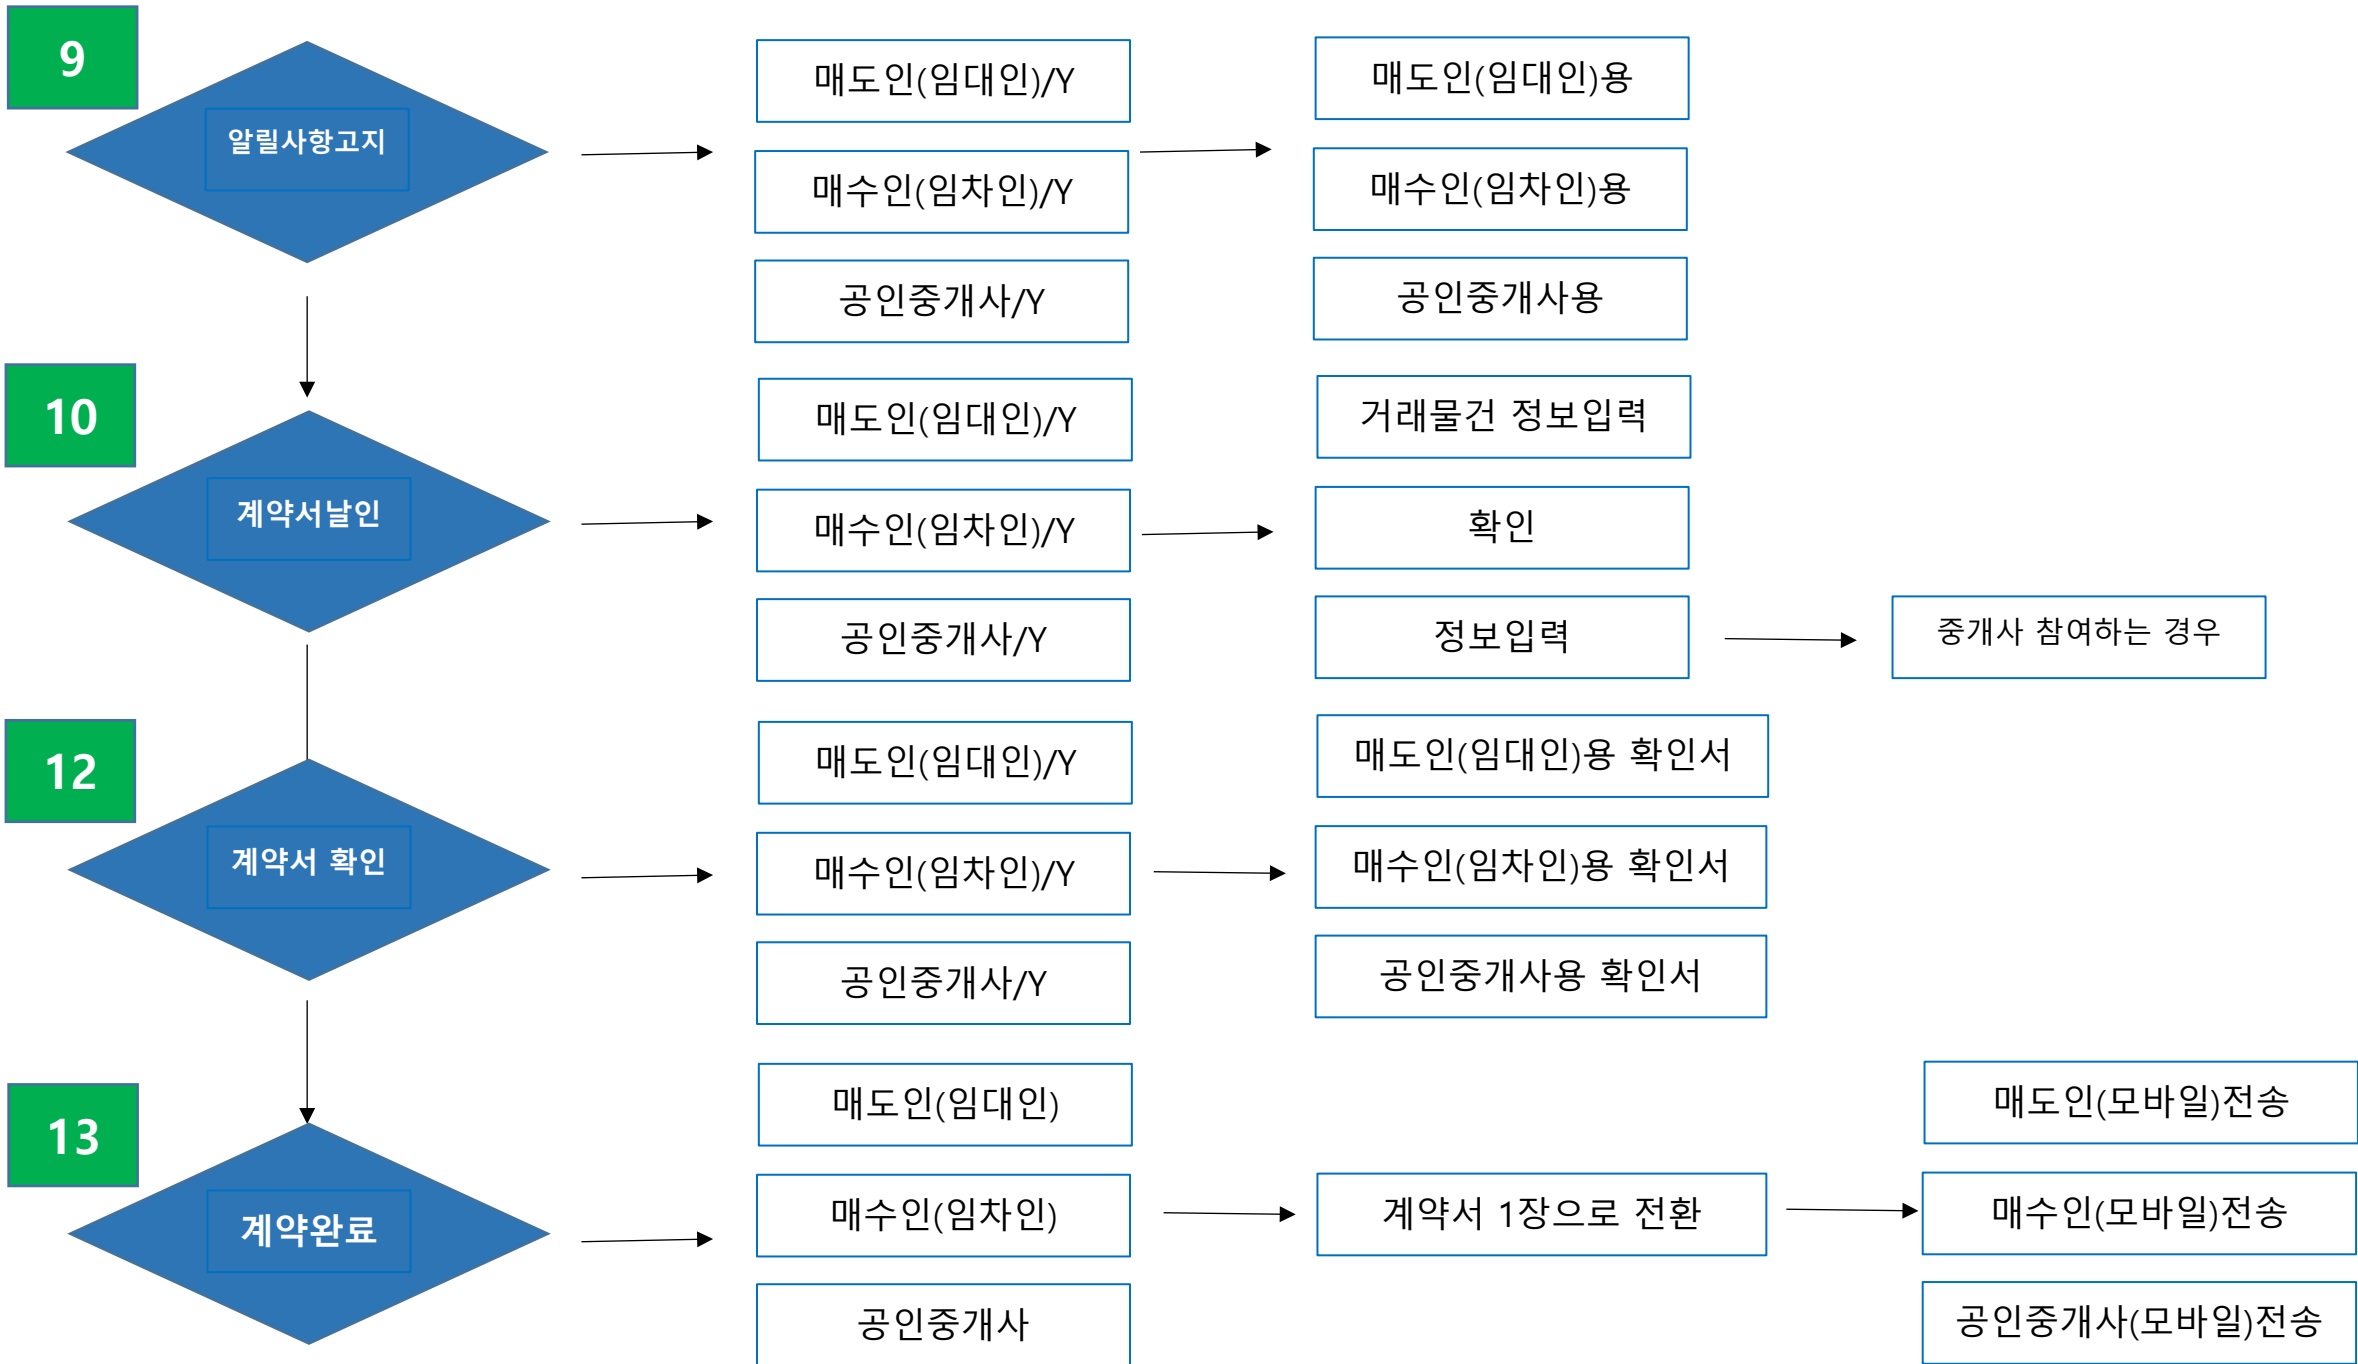 9
알릴사항고지
매도인(임대인)/Y
매도인(임대인)용
매수인(임차인)/Y
매수인(임차인)용
공인중개사/Y
공인중개사용
10
계약서날인
매도인(임대인)/Y
거래물건 정보입력
매수인(임차인)/Y
확인
공인중개사/Y
정보입력
중개사 참여하는 경우
12
계약서 확인
매도인(임대인)/Y
매도인(임대인)용 확인서
매수인(임차인)/Y
매수인(임차인)용 확인서
공인중개사/Y
공인중개사용 확인서
13
계약완료
매도인(임대인)
매도인(모바일)전송
매수인(임차인)
계약서 1장으로 전환
매수인(모바일)전송
공인중개사
공인중개사(모바일)전송